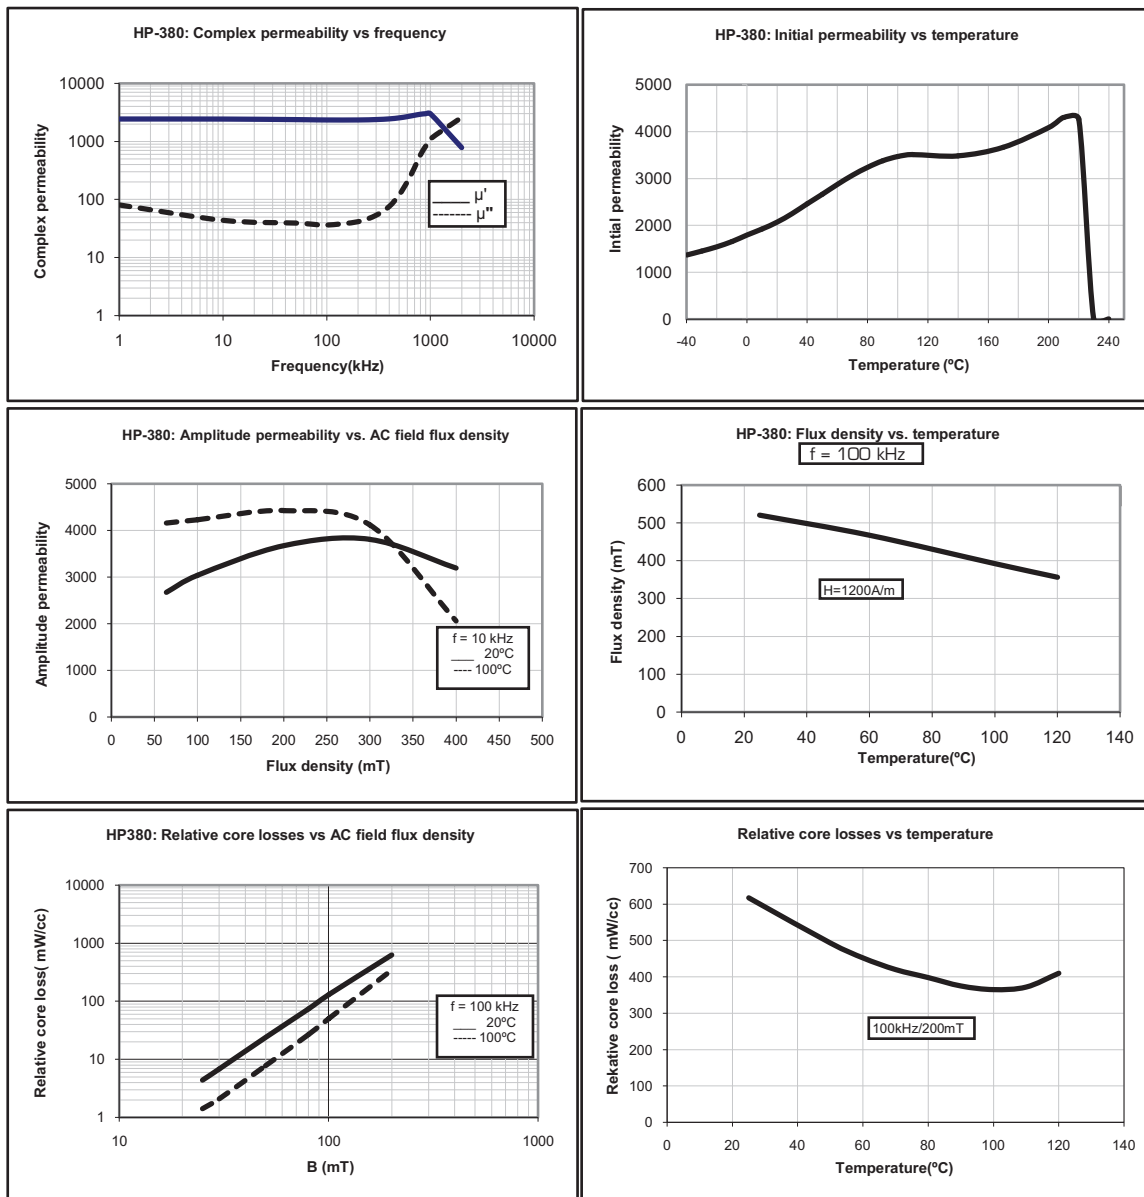 HP-380: Complex permeability vs frequency
Complex permeability
10000
1000
100
10
1
µ'
µ"
1 10 100 1000 10000
Frequency(kHz)
HP-380: Initial permeability vs temperature
Intial permeability
5000
4000
3000
2000
1000
0
-40 0 40 80 120 160 200 240
Temperature (ºC)
HP-380: Amplitude permeability vs. AC field flux density
Amplitude permeability
5000
4000
3000
2000
1000
0
f = 10 kHz
20ºC
100ºC
0 50 100 150 200 250 300 350 400 450 500
Flux density (mT)
HP-380: Flux density vs. temperature
f = 100 kHz
Flux density (mT)
600
500
400
300
200
100
0
H=1200A/m
0 20 40 60 80 100 120 140
Temperature(ºC)
HP380: Relative core losses vs AC field flux density
Relative core loss( mW/cc)
10000
1000
100
10
1
f = 100 kHz
20ºC
100ºC
10 100 1000
B (mT)
Relative core losses vs temperature
Rekative core loss ( mW/cc)
700
600
500
400
300
200
100
0
100kHz/200mT
0 20 40 60 80 100 120 140
Temperature(ºC)